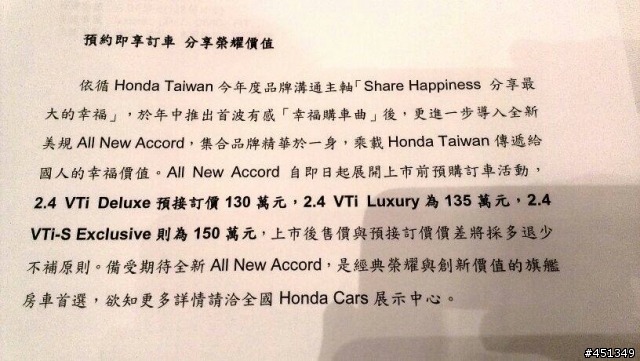 預約即享訂車 分享榮耀價值
依循 Honda Taiwan 今年度品牌溝通主軸「Share Happiness 分享最
大的幸福」，於年中推出首波有感「幸福購車曲」後，更進一步導入全新
美規 All New Accord，集合品牌精華於一身，乘載 Honda Taiwan 傳遞給
國人的幸福價值。All New Accord 自即日起展開上市前預購訂車活動，
2.4 VTi Deluxe 預接訂價 130 萬元，2.4 VTi Luxury 為 135 萬元，2.4
VTi-S Exclusive 則為 150 萬元，上市後售價與預接訂價價差將採多退少
不補原則。備受期待全新 All New Accord，是經典榮耀與創新價值的旗艦
房車首選，欲知更多詳情請洽全國 Honda Cars 展示中心。
#451349